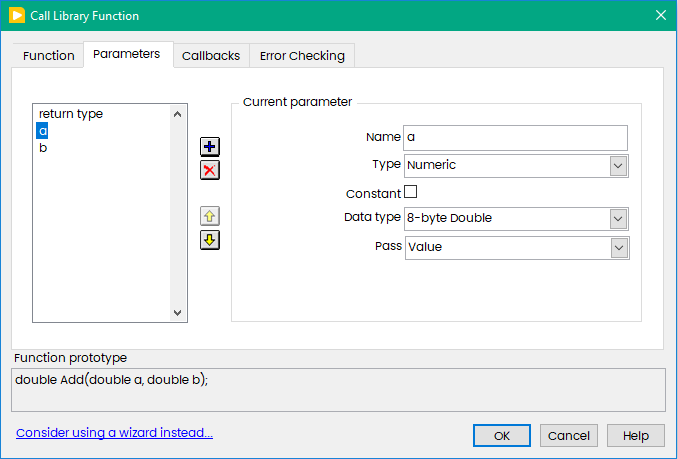 Call Library Function
Function Parameters Callbacks Error Checking
return type
a
b
Current parameter
Name a
Type Numeric
Constant
Data type 8-byte Double
Pass Value
Function prototype
double Add(double a, double b);
Consider using a wizard instead...
OK Cancel Help